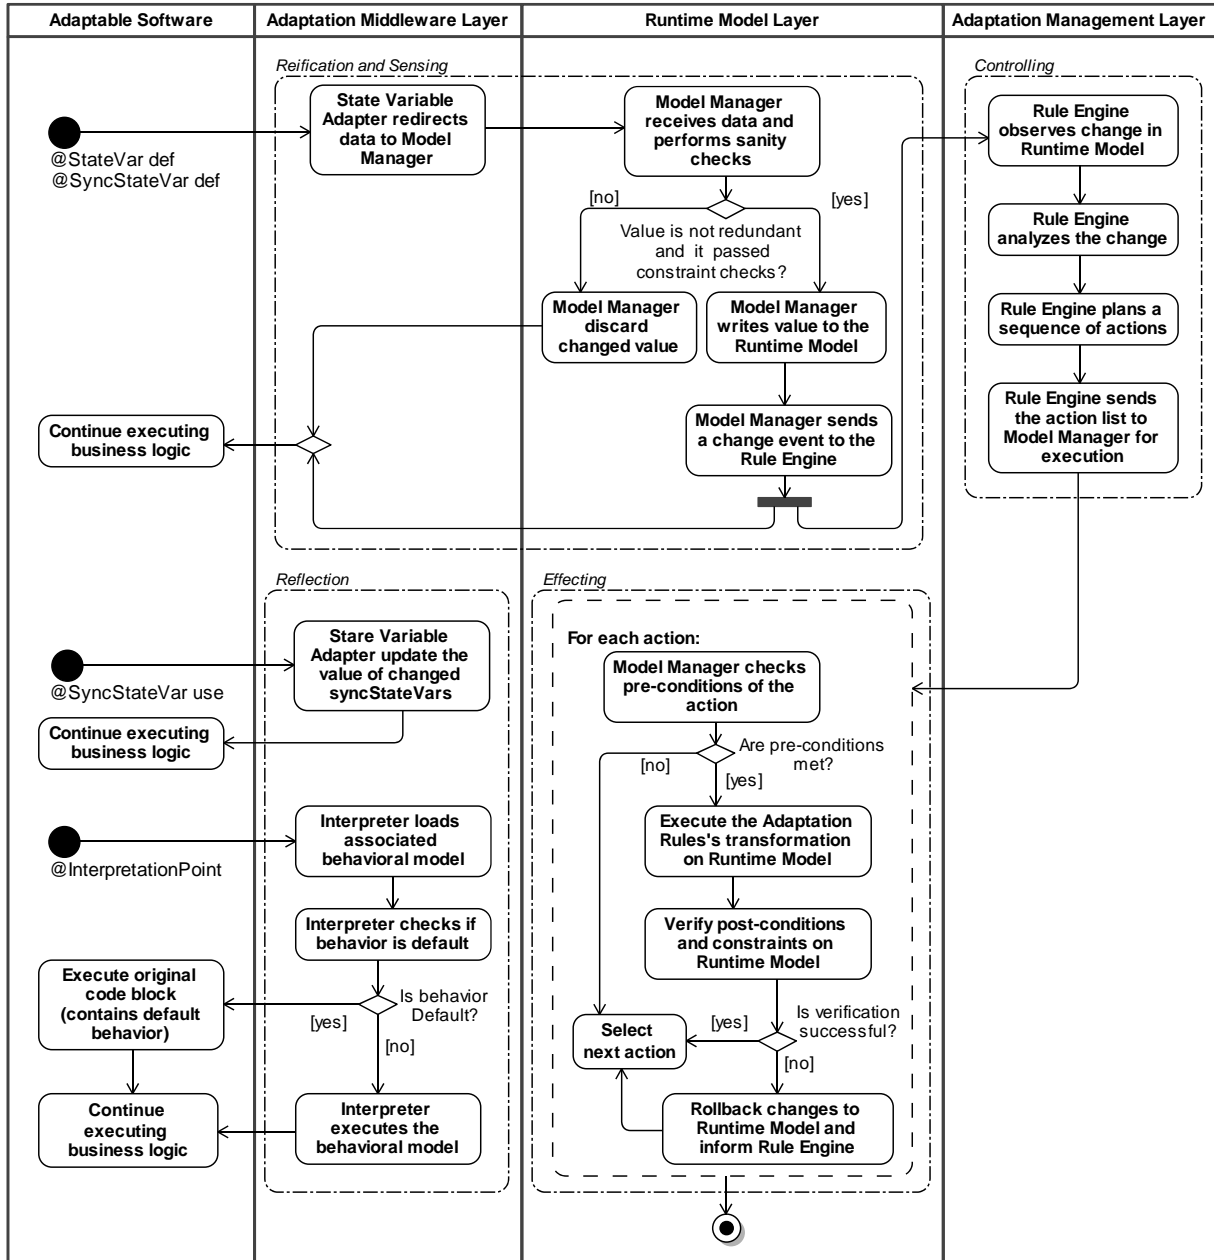 Adaptable Software
Adaptation Middleware Layer
Runtime Model Layer
Adaptation Management Layer
Reification and Sensing
Controlling
@StateVar def
@SyncStateVar def
State Variable
Adapter redirects
data to Model
Manager
Model Manager
receives data and
performs sanity
checks
[no]
[yes]
Value is not redundant
and it passed
constraint checks?
Model Manager
discard
changed value
Model Manager
writes value to the
Runtime Model
Model Manager sends
a change event to the
Rule Engine
Rule Engine
observes change in
Runtime Model
Rule Engine
analyzes the change
Rule Engine plans a
sequence of actions
Rule Engine sends
the action list to
Model Manager for
execution
Continue executing
business logic
Reflection
Effecting
@SyncStateVar use
Stare Variable
Adapter update the
value of changed
syncStateVars
Continue executing
business logic
@InterpretationPoint
Interpreter loads
associated
behavioral model
Interpreter checks if
behavior is default
Is behavior
Default?
[yes]
[no]
Execute original
code block
(contains default
behavior)
Continue
executing
business logic
Interpreter
executes the
behavioral model
For each action:
Model Manager checks
pre-conditions of the
action
Are pre-conditions
met?
[no]
[yes]
Execute the Adaptation
Rules's transformation
on Runtime Model
Verify post-conditions
and constraints on
Runtime Model
Is verification
successful?
[yes]
[no]
Select
next action
Rollback changes to
Runtime Model and
inform Rule Engine